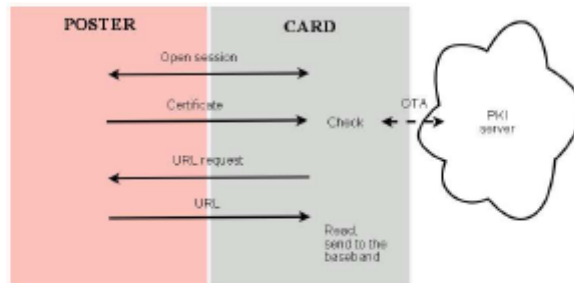 POSTER CARD
Open session
Certificate
OTA
Check
PKI
server
URL request
URL
Read,
send to the
baseband